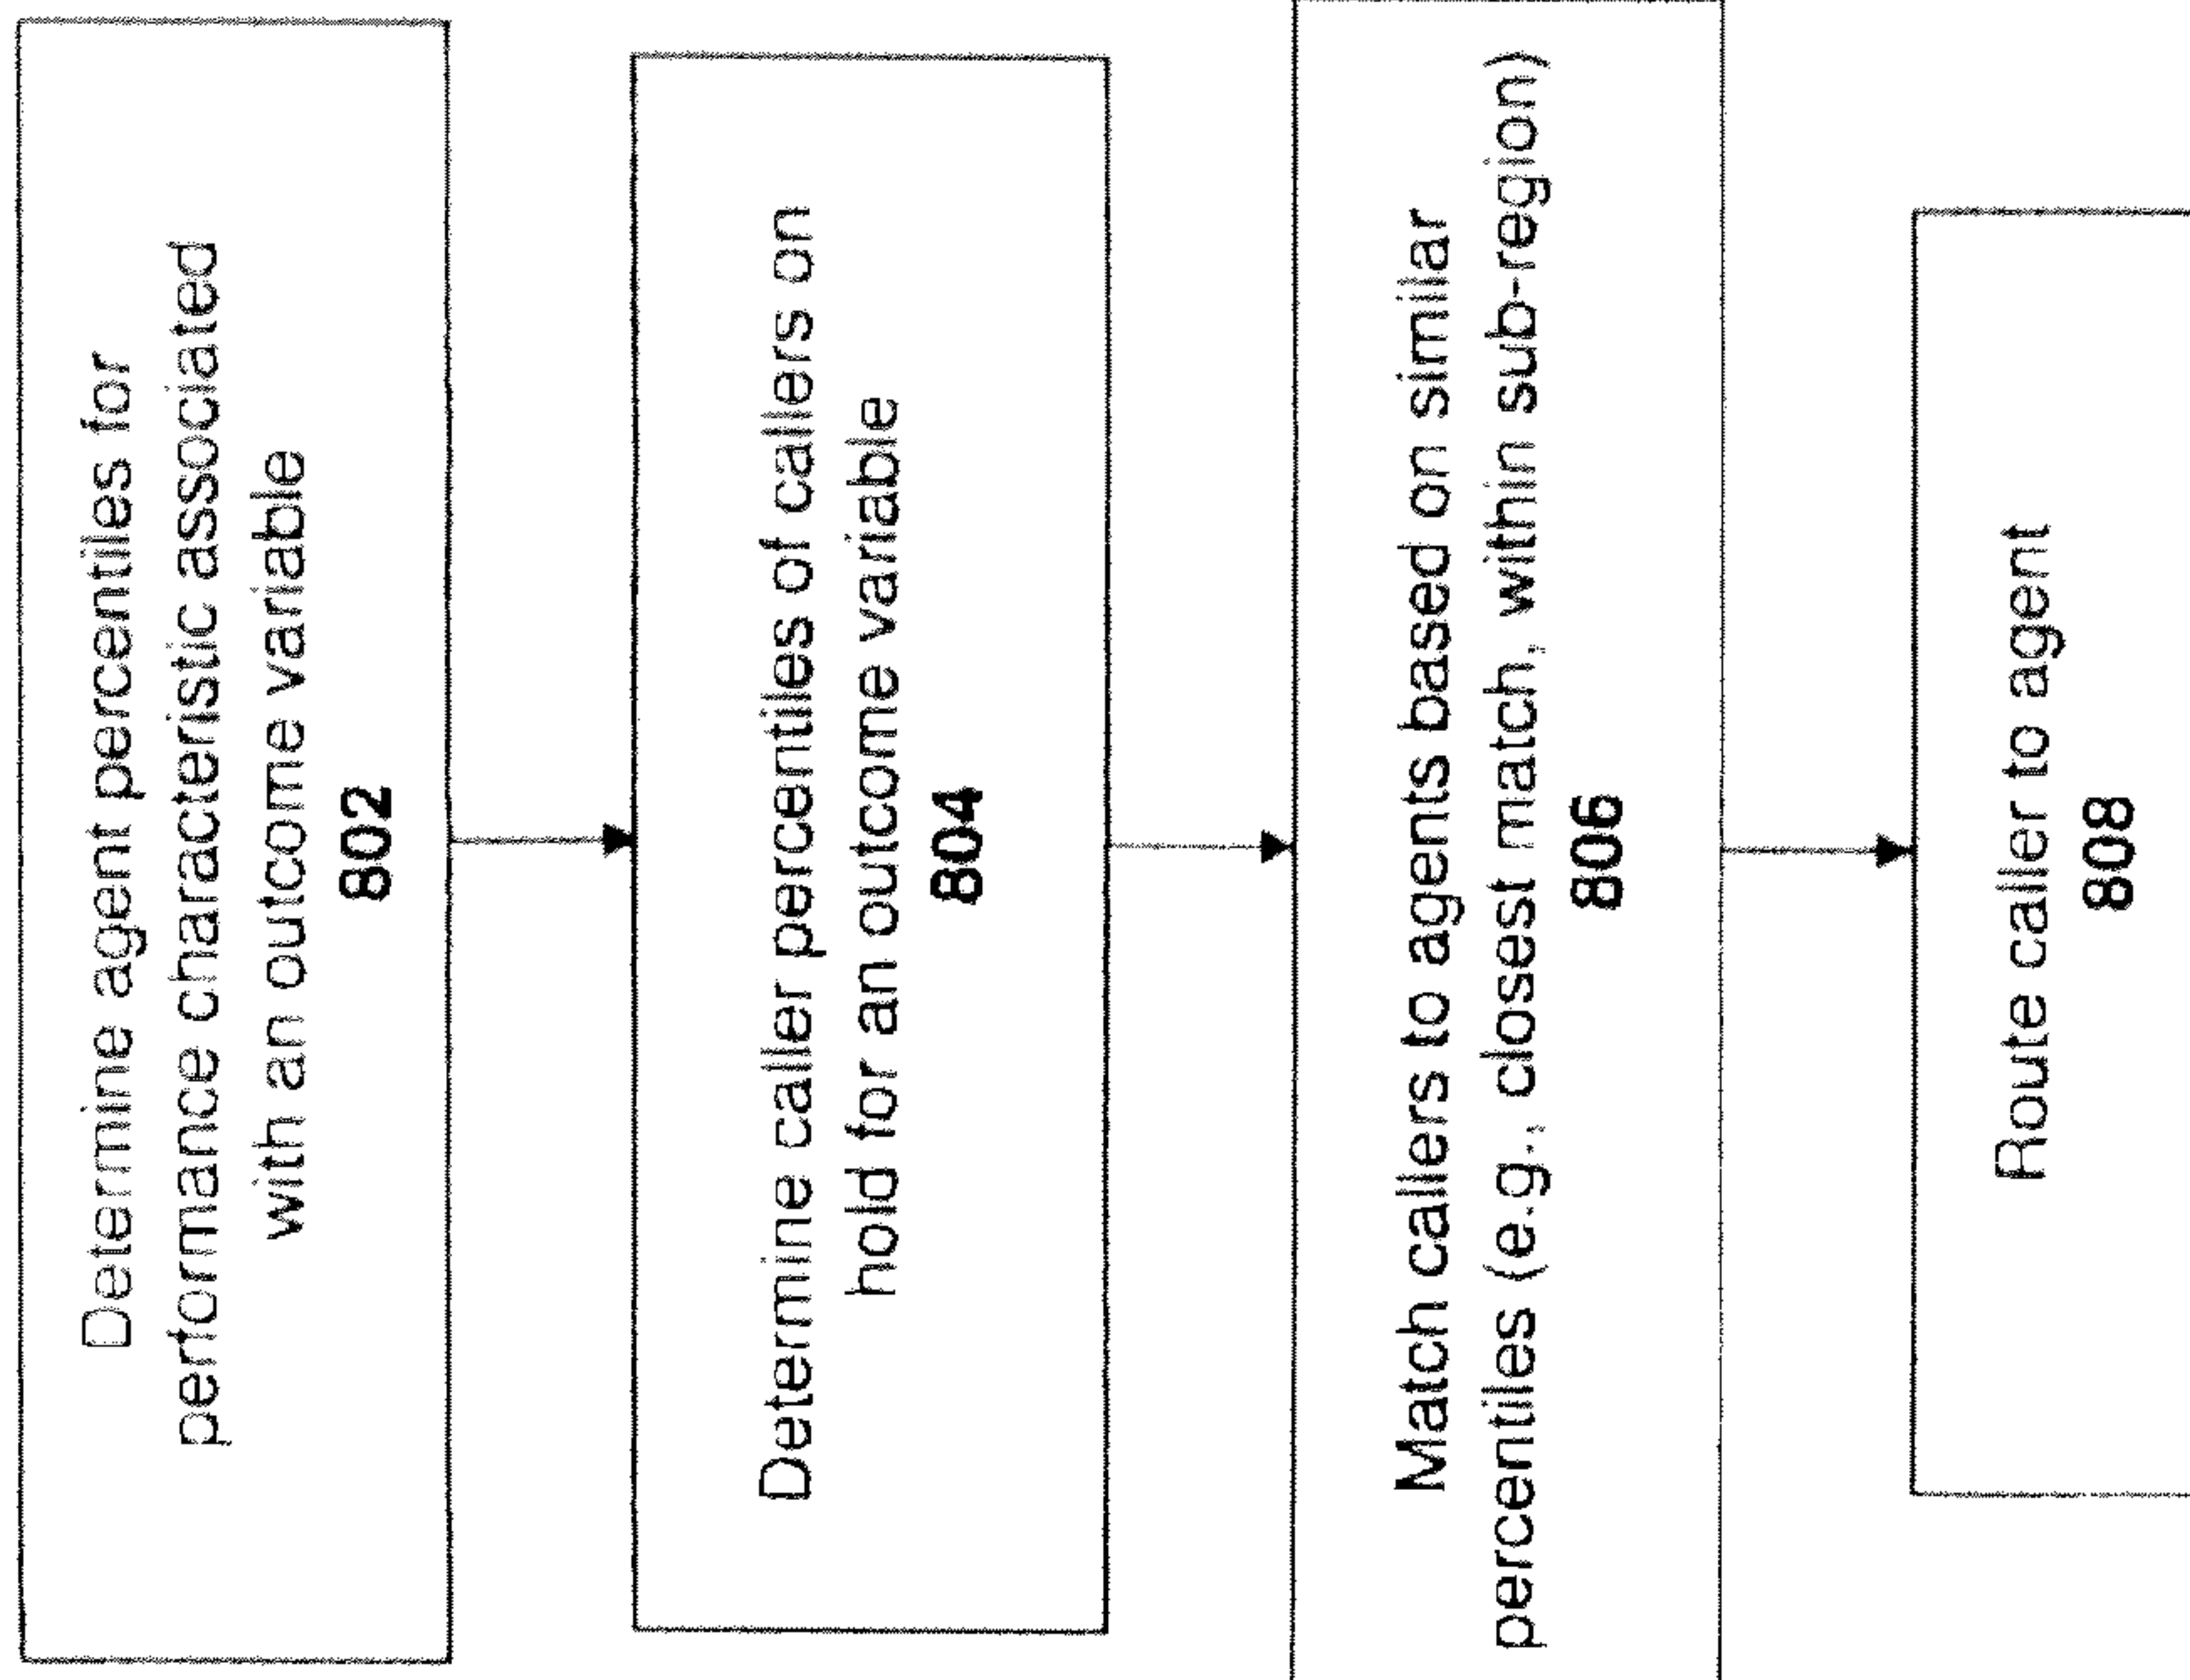 Determine agent percentiles for
performance characteristic associated
with an outcome variable
802
Determine caller percentiles of callers on
hold for an outcome variable
804
Match callers to agents based on similar
percentiles (e.g., closest match, within sub-region)
806
Route caller to agent
808